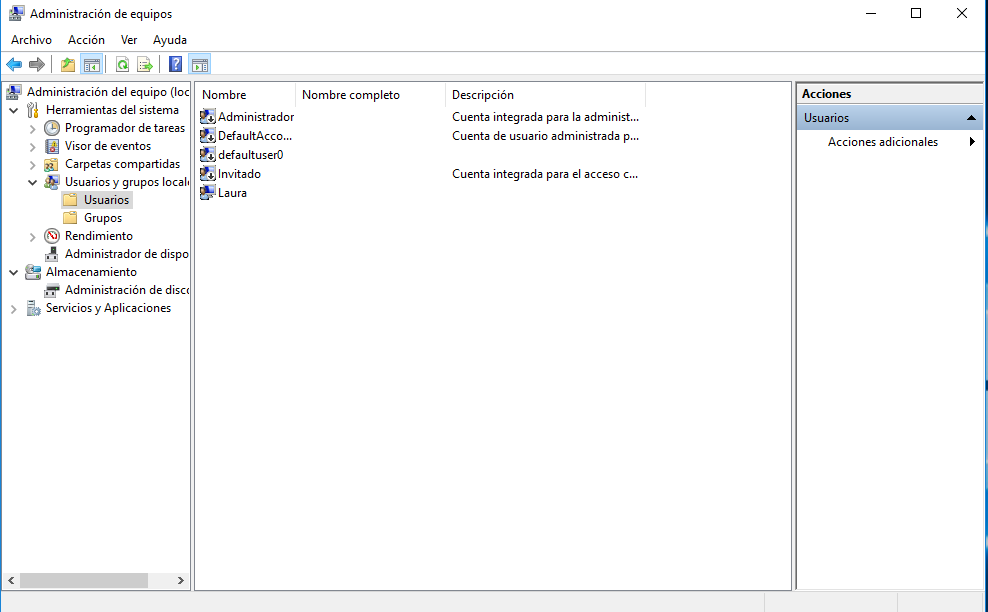 Administración de equipos
Archivo Acción Ver Ayuda
Administración del equipo (loc
Herramientas del sistema
Programador de tareas
Visor de eventos
Carpetas compartidas
Usuarios y grupos locale
Usuarios
Grupos
Rendimiento
Administrador de dispo
Almacenamiento
Administración de disco
Servicios y Aplicaciones
Nombre Nombre completo Descripción
Administrador Cuenta integrada para la administ...
DefaultAcco... Cuenta de usuario administrada p...
defaultuser0
Invitado Cuenta integrada para el acceso c...
Laura
Acciones
Usuarios
Acciones adicionales